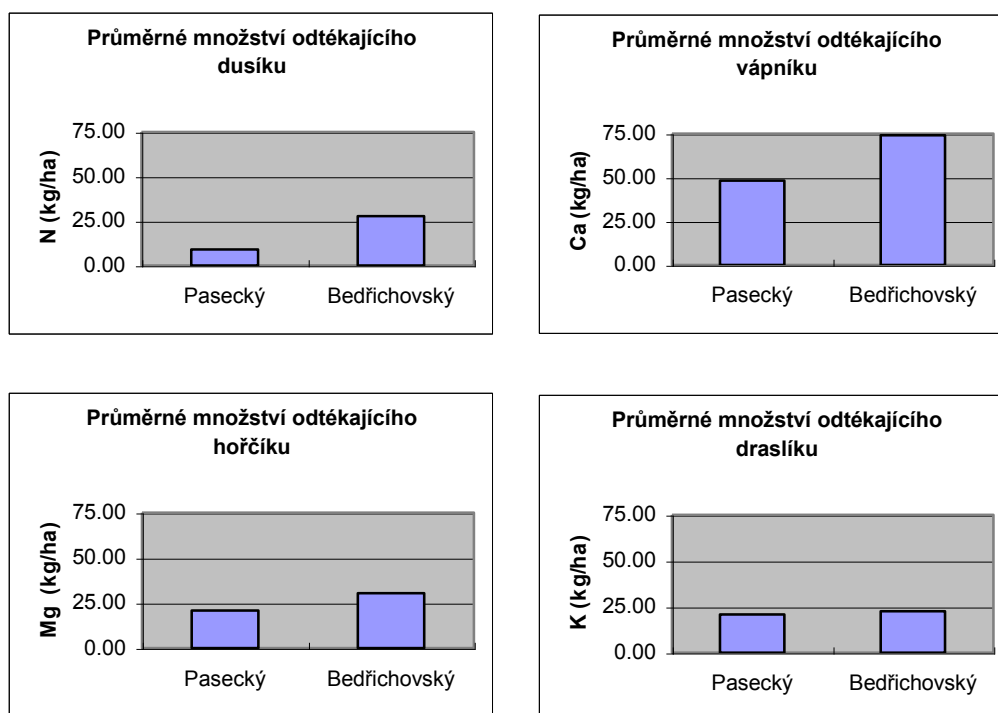 Průměrné množství odtékajícího
dusíku
N (kg/ha)
75.00
50.00
25.00
0.00
Pasecký Bedřichovský
Průměrné množství odtékajícího
vápníku
Ca (kg/ha)
75.00
50.00
25.00
0.00
Pasecký Bedřichovský
Průměrné množství odtékajícího
hořčíku
Mg (kg/ha)
75.00
50.00
25.00
0.00
Pasecký Bedřichovský
Průměrné množství odtékajícího
draslíku
K (kg/ha)
75.00
50.00
25.00
0.00
Pasecký Bedřichovský